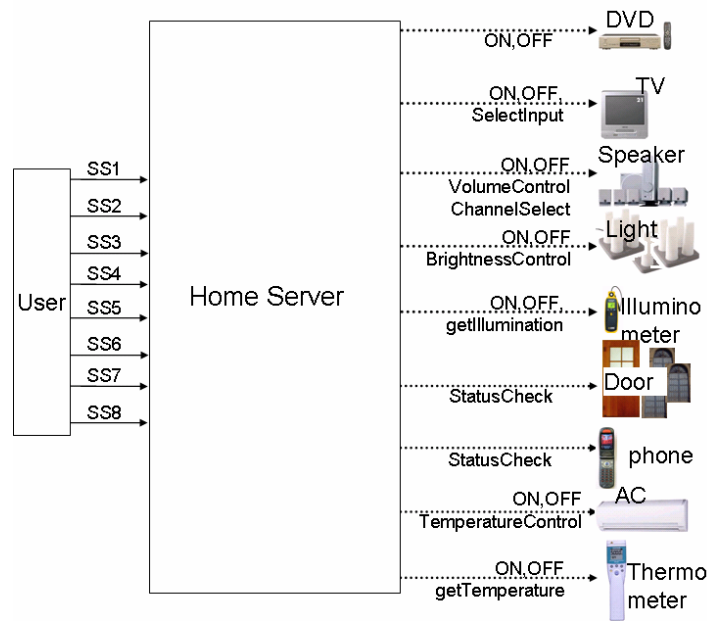 DVD
ON,OFF
TV
ON,OFF,
SelectInput
Speaker
ON,OFF
VolumeControl
ChannelSelect
Light
ON,OFF
BrightnessControl
Illumino
meter
ON,OFF,
getIllumination
Door
StatusCheck
phone
StatusCheck
AC
ON,OFF
TemperatureControl
Thermo
meter
ON,OFF
getTemperature
User
SS1
SS2
SS3
SS4
SS5
SS6
SS7
SS8
Home Server